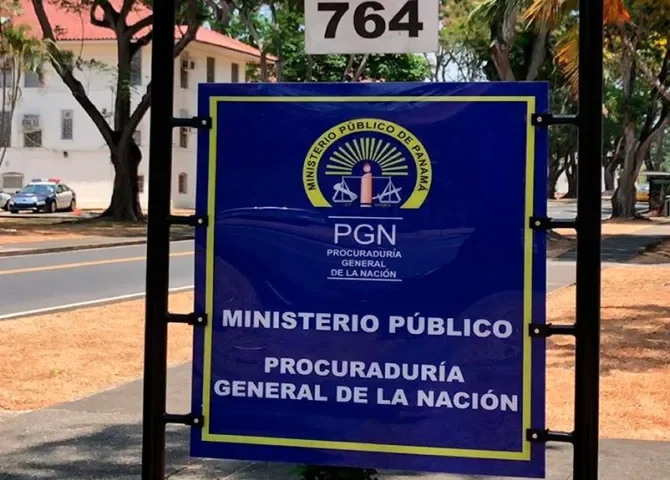 764
MINISTERIO PÚBLICO DE PANAMÁ
PGN
PROCURADURÍA
GENERAL
DE LA NACIÓN
MINISTERIO PÚBLICO
PROCURADURÍA
GENERAL DE LA NACIÓN